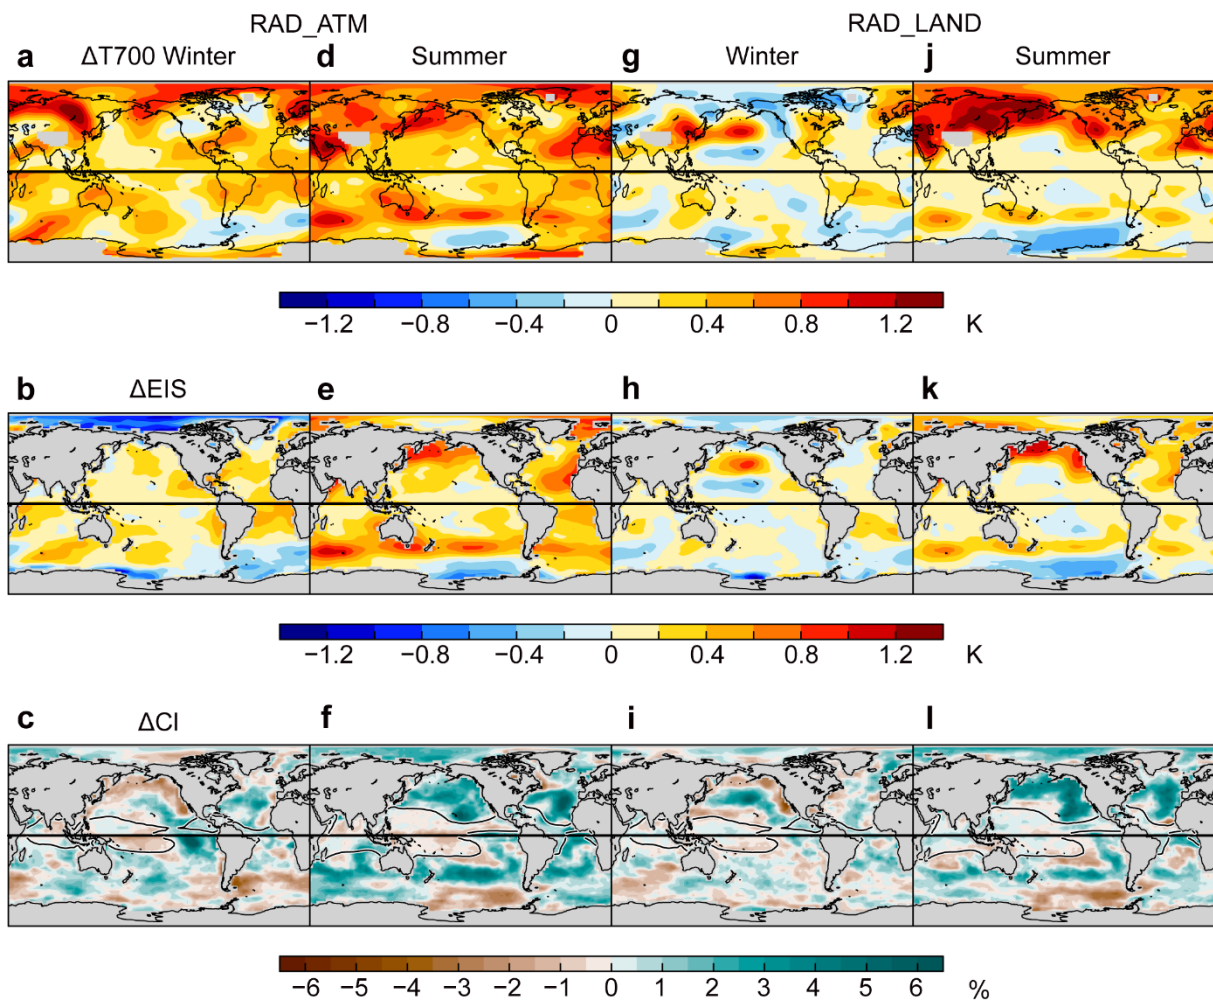 RAD_ATM RAD_LAND
a ΔT700 Winter d Summer g Winter j Summer
−1.2 −0.8 −0.4 0 0.4 0.8 1.2 K
b ΔEIS e h k
−1.2 −0.8 −0.4 0 0.4 0.8 1.2 K
c ΔCI f i l
−6 −5 −4 −3 −2 −1 0 1 2 3 4 5 6 %